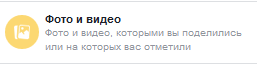 Фото и видео
Фото и видео, которыми вы поделились
или на которых вас отметили